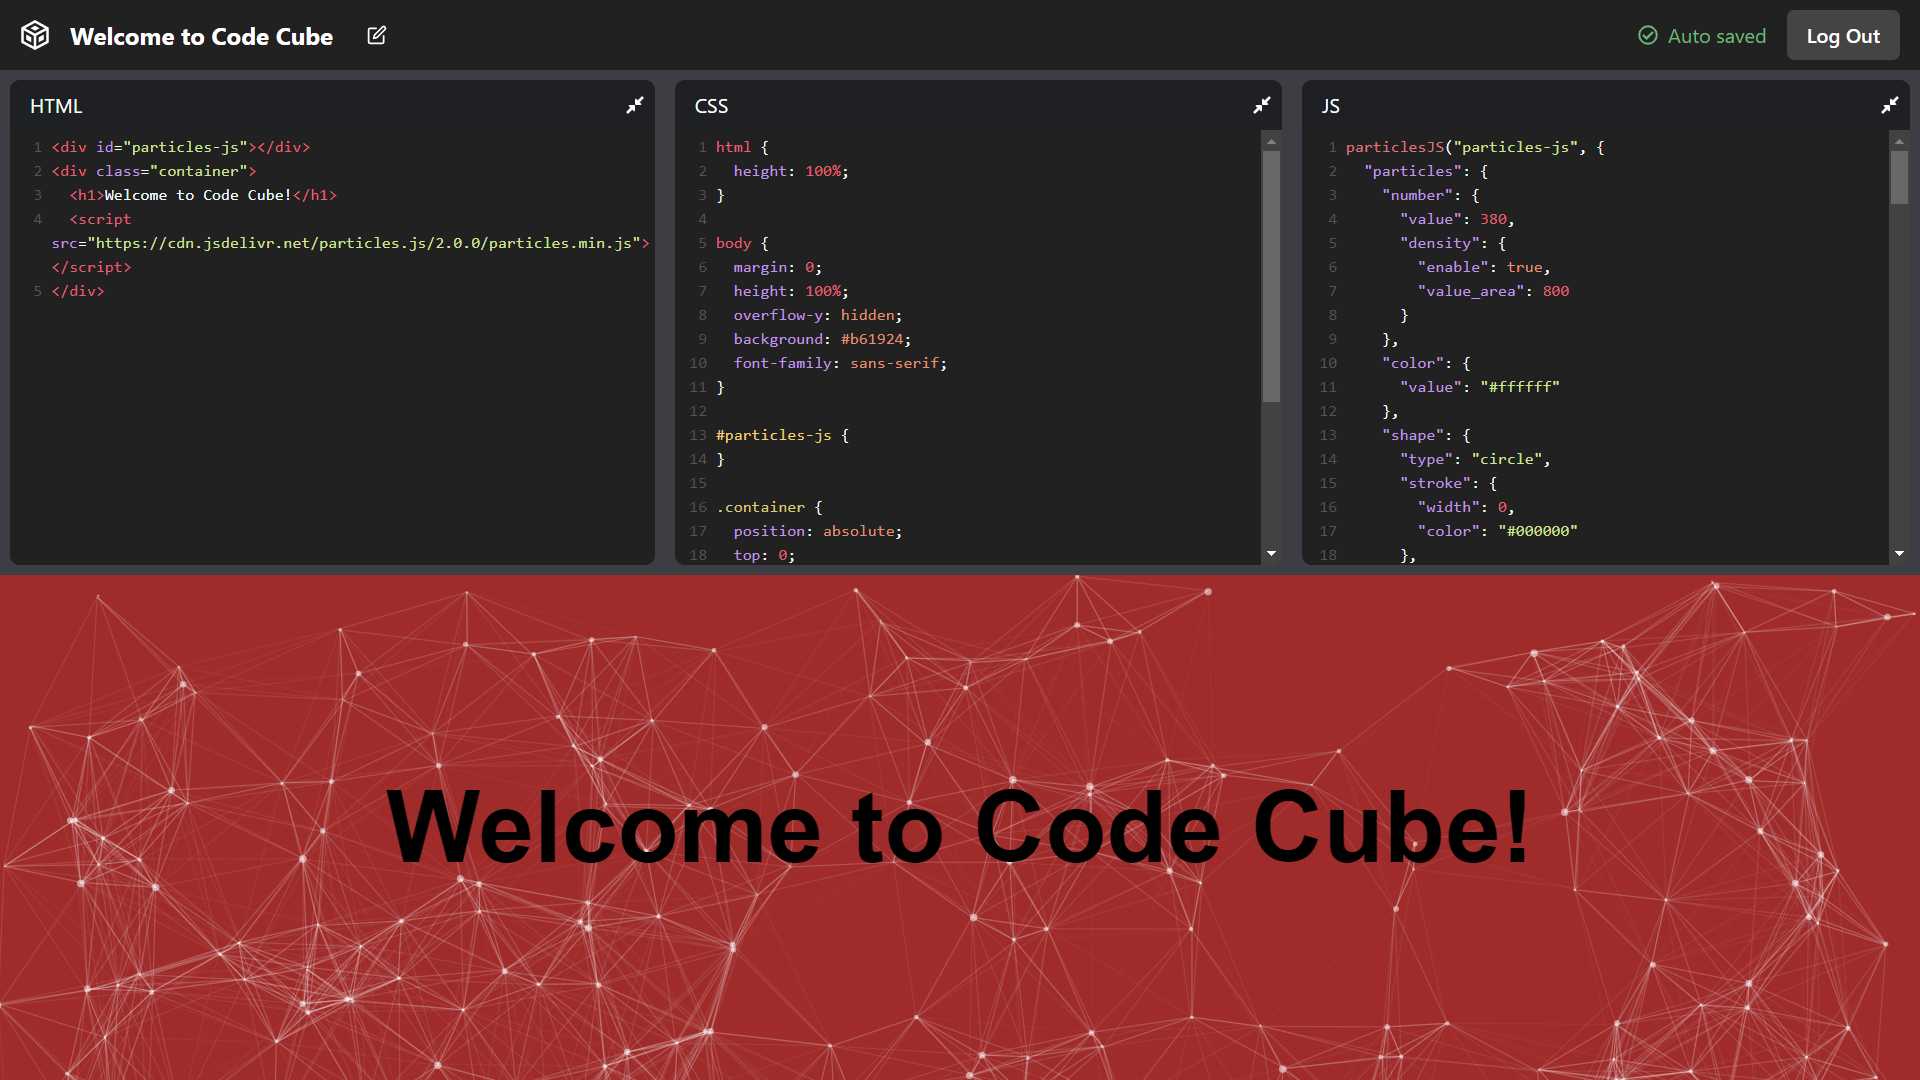 Welcome to Code Cube
Auto saved
Log Out
HTML
1 <div id="particles-js"></div>
2 <div class="container">
3   <h1>Welcome to Code Cube!</h1>
4   <script
src="https://cdn.jsdelivr.net/particles.js/2.0.0/particles.min.js">
</script>
5 </div>
CSS
1 html {
2   height: 100%;
3 }
4
5 body {
6   margin: 0;
7   height: 100%;
8   overflow-y: hidden;
9   background: #b61924;
10   font-family: sans-serif;
11 }
12
13 #particles-js {
14 }
15
16 .container {
17   position: absolute;
18   top: 0;
JS
1 particlesJS("particles-js", {
2   "particles": {
3     "number": {
4       "value": 380,
5       "density": {
6         "enable": true,
7         "value_area": 800
8       }
9     },
10     "color": {
11       "value": "#ffffff"
12     },
13     "shape": {
14       "type": "circle",
15       "stroke": {
16         "width": 0,
17         "color": "#000000"
18       },
Welcome to Code Cube!